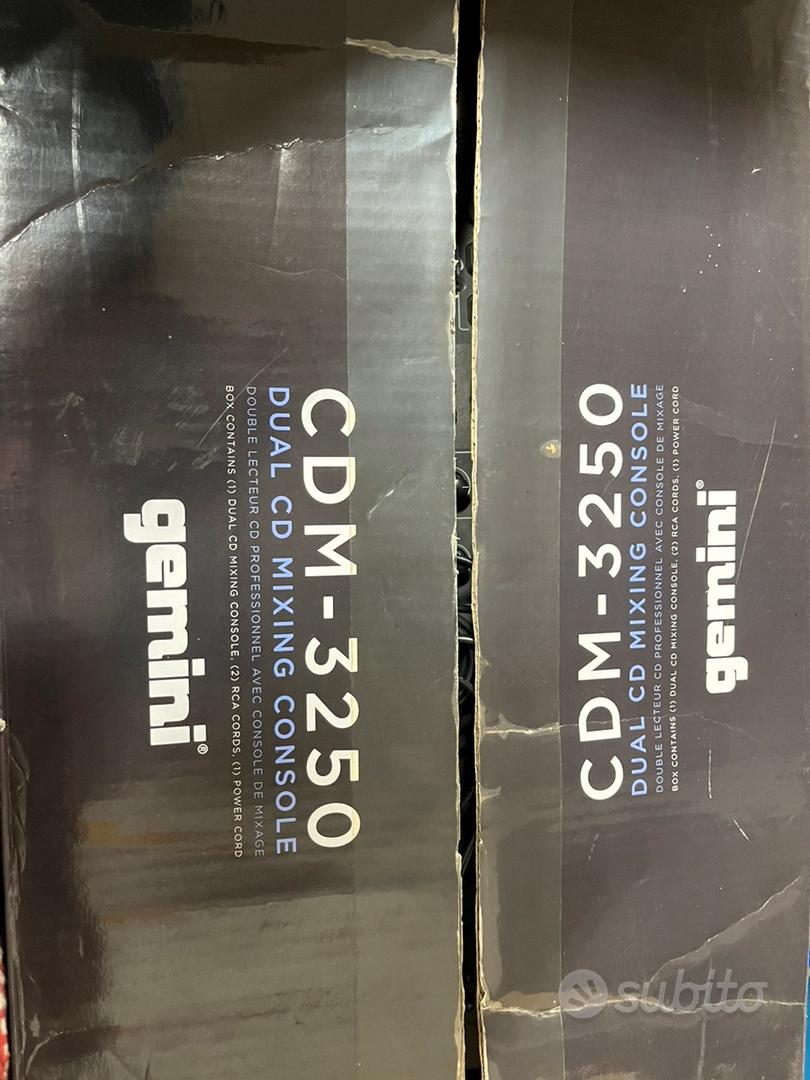 CDM-3250
DUAL CD MIXING CONSOLE
DOUBLE LECTEUR CD PROFESSIONNEL AVEC CONSOLE DE MIXAGE
BOX CONTAINS (1) DUAL CD MIXING CONSOLE, (2) RCA CORDS, (1) POWER CORD
gemini®
CDM-3250
DUAL CD MIXING CONSOLE
DOUBLE LECTEUR CD PROFESSIONNEL AVEC CONSOLE DE MIXAGE
BOX CONTAINS (1) DUAL CD MIXING CONSOLE, (2) RCA CORDS, (1) POWER CORD
gemini®
subito